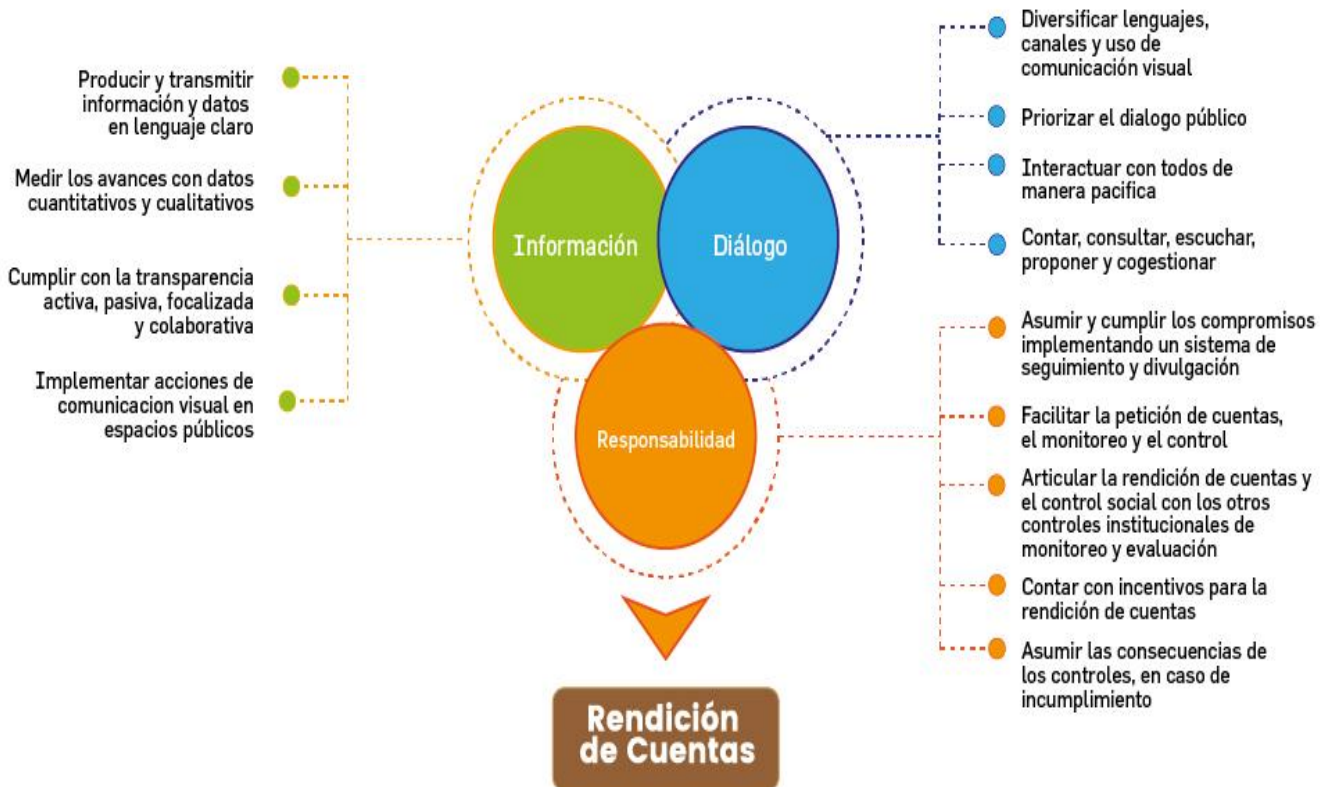 Producir y transmitir
información y datos
en lenguaje claro
Medir los avances con datos
cuantitativos y cualitativos
Cumplir con la transparencia
activa, pasiva, focalizada
y colaborativa
Implementar acciones de
comunicacion visual en
espacios públicos
Información
Diálogo
Responsabilidad
Diversificar lenguajes,
canales y uso de
comunicación visual
Priorizar el dialogo público
Interactuar con todos de
manera pacifica
Contar, consultar, escuchar,
proponer y cogestionar
Asumir y cumplir los compromisos
implementando un sistema de
seguimiento y divulgación
Facilitar la petición de cuentas,
el monitoreo y el control
Articular la rendición de cuentas y
el control social con los otros
controles institucionales de
monitoreo y evaluación
Contar con incentivos para la
rendición de cuentas
Asumir las consecuencias de
los controles, en caso de
incumplimiento
Rendición
de Cuentas